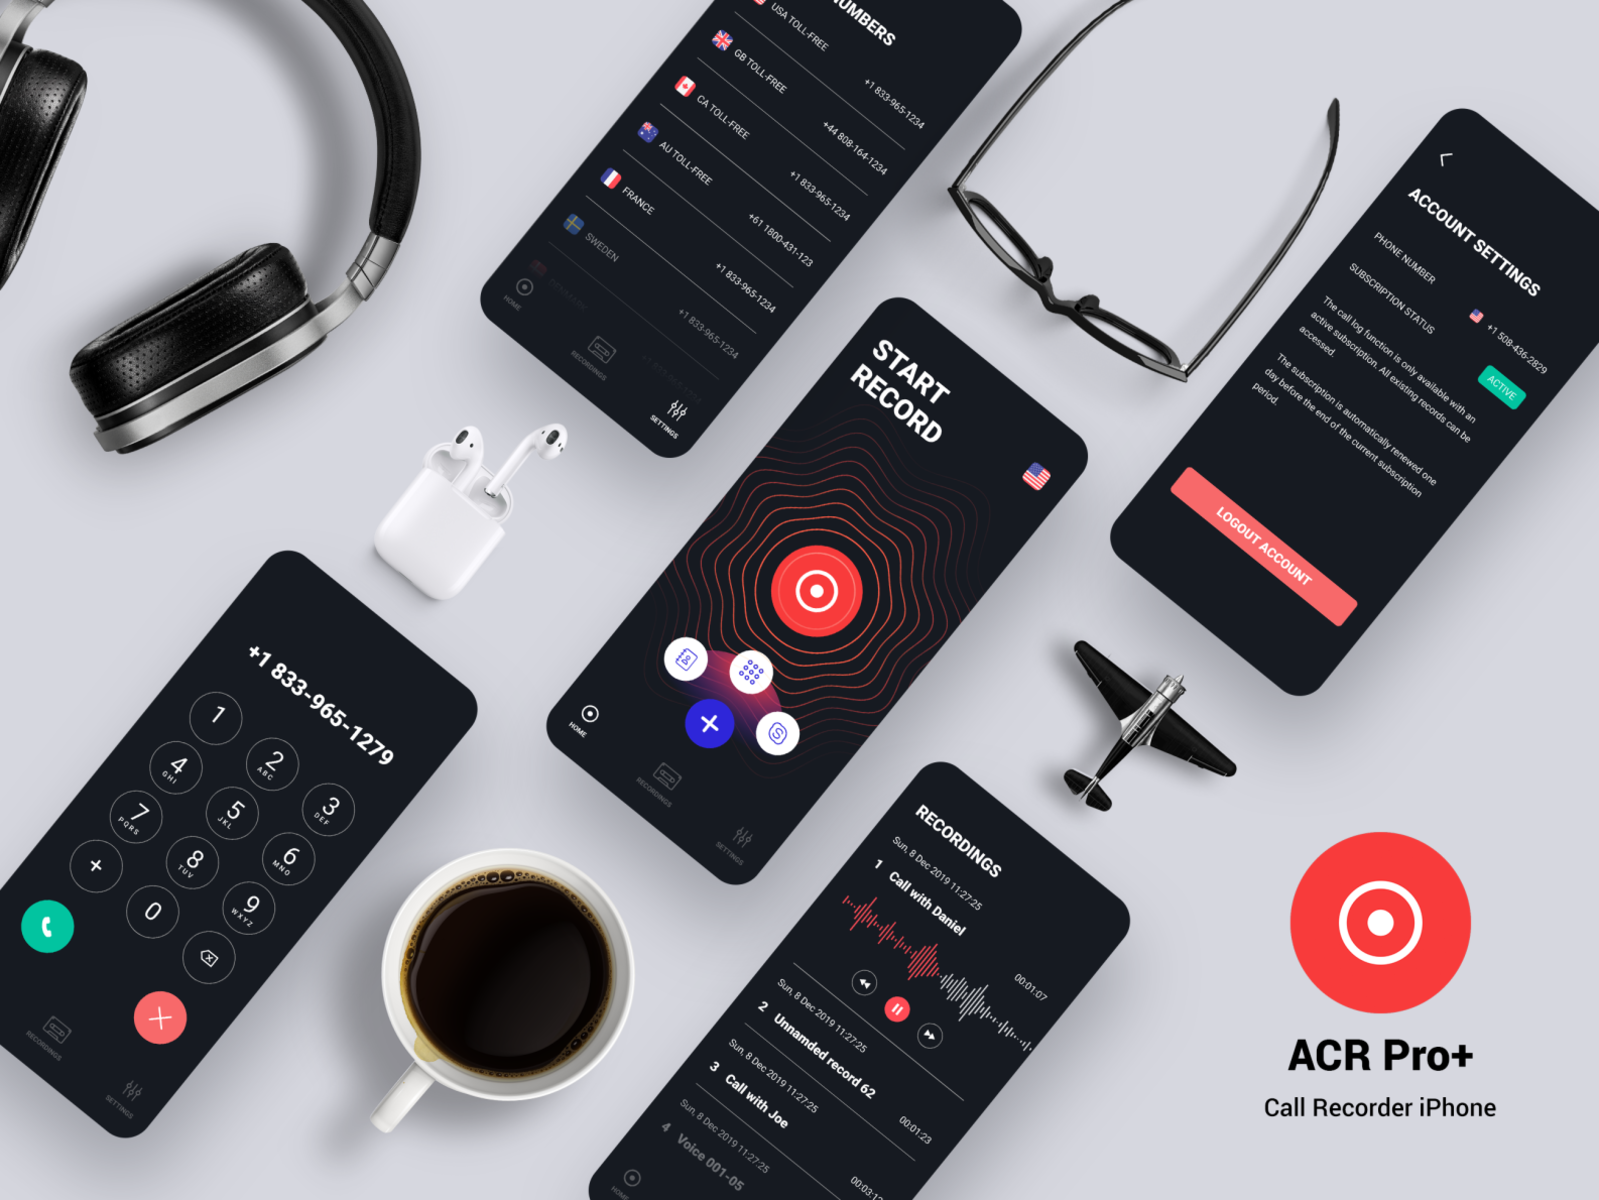 NUMBERS
USA TOLL-FREE
+1 833-965-1234
GB TOLL-FREE
+44 808-164-1234
CA TOLL-FREE
+1 833-965-1234
AU TOLL-FREE
+61 1800-431-123
FRANCE
+1 833-965-1234
SWEDEN
+1 833-965-1234
HOME
RECORDINGS
SETTINGS
ACCOUNT SETTINGS
PHONE NUMBER
+1 508-436-2829
SUBSCRIPTION STATUS
ACTIVE
The call log function is only available with an
active subscription. All existing records can be
accessed.
The subscription is automatically renewed one
day before the end of the current subscription
period.
LOGOUT ACCOUNT
START
RECORD
HOME
RECORDINGS
SETTINGS
+1 833-965-1279
1
2
ABC
3
DEF
4
GHI
5
JKL
6
MNO
7
PQRS
8
TUV
9
WXYZ
+
0
RECORDINGS
SETTINGS
RECORDINGS
Sun, 8 Dec 2019 11:27:25
1 Call with Daniel
00:01:07
Sun, 8 Dec 2019 11:27:25
2 Unnamded record 62
00:01:23
Sun, 8 Dec 2019 11:27:25
3 Call with Joe
00:03:12
Sun, 8 Dec 2019 11:27:25
4 Voice 001-05
HOME
ACR Pro+
Call Recorder iPhone